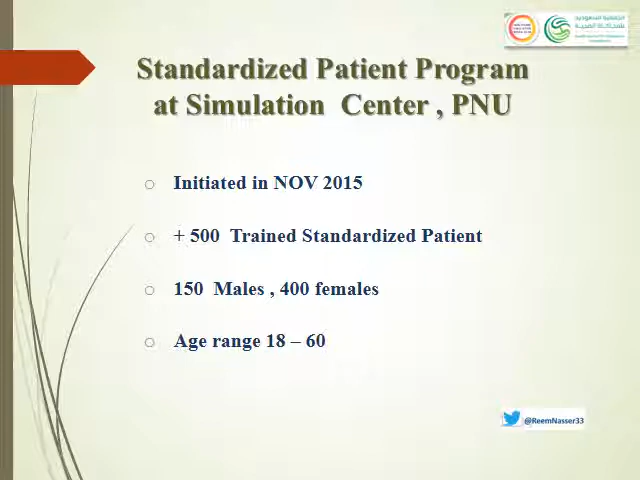 Standardized Patient Program
at Simulation Center , PNU
Initiated in NOV 2015
+ 500 Trained Standardized Patient
150 Males , 400 females
Age range 18 – 60
@ReemNasser33